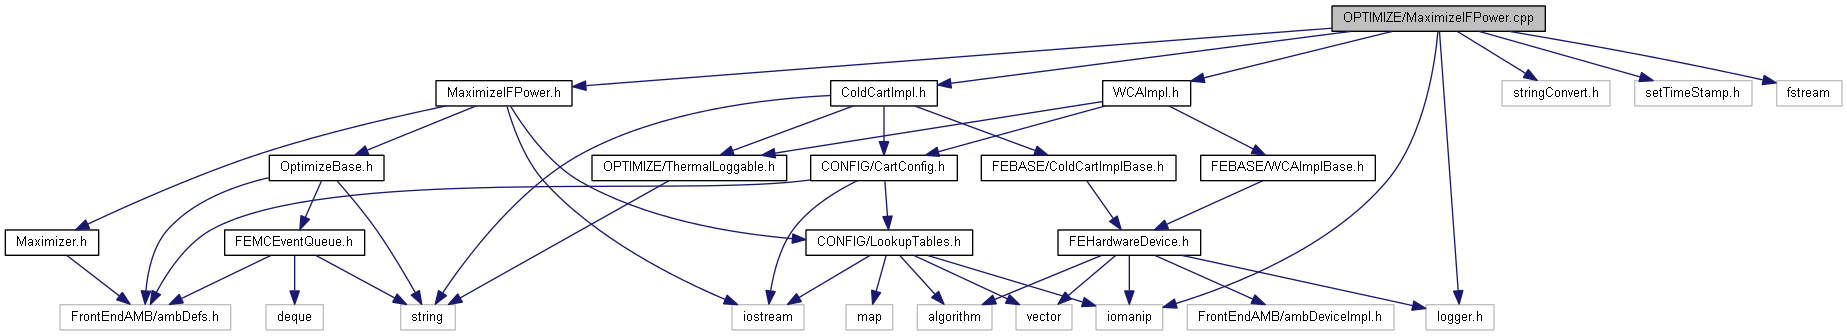 OPTIMIZE/MaximizeIFPower.cpp
MaximizeIFPower.h
ColdCartImpl.h
WCAImpl.h
stringConvert.h
setTimeStamp.h
fstream
OptimizeBase.h
OPTIMIZE/ThermalLoggable.h
CONFIG/CartConfig.h
FEBASE/ColdCartImplBase.h
FEBASE/WCAImplBase.h
Maximizer.h
FEMCEventQueue.h
CONFIG/LookupTables.h
FEHardwareDevice.h
FrontEndAMB/ambDefs.h
deque
string
iostream
map
algorithm
vector
iomanip
FrontEndAMB/ambDeviceImpl.h
logger.h